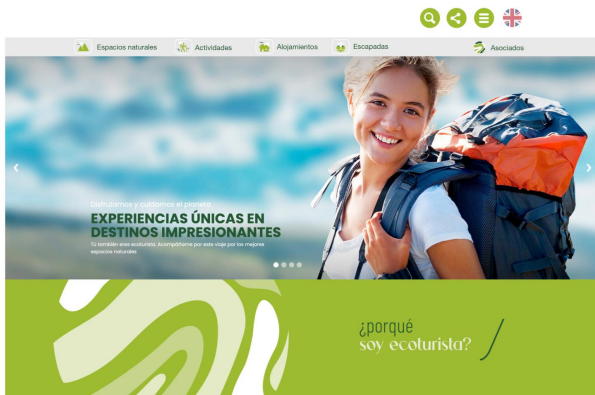 Espacios naturales
Actividades
Alojamientos
Escapadas
Asociados
Disfrutamos y cuidamos el planeta
EXPERIENCIAS ÚNICAS EN
DESTINOS IMPRESIONANTES
Tú también eres ecoturista. Acompáñame por este viaje por los mejores
espacios naturales
¿porqué
soy ecoturista?